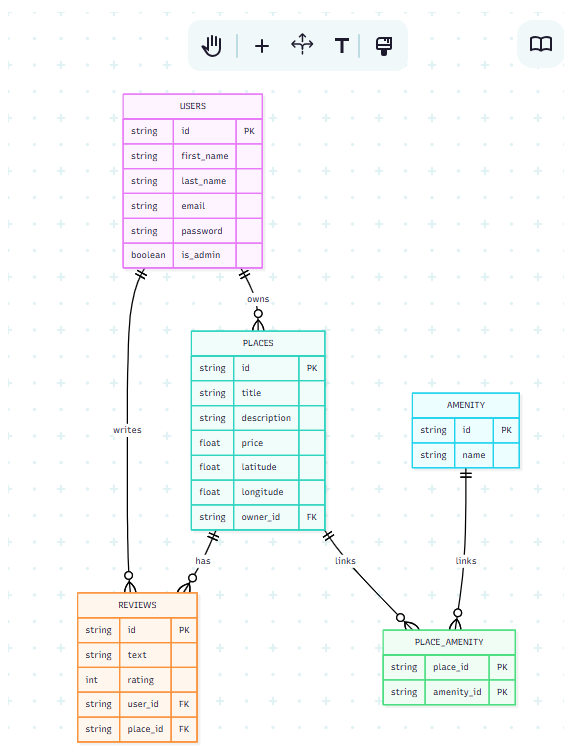 T
USERS
string id PK
string first_name
string last_name
string email
string password
boolean is_admin
owns
PLACES
string id PK
string title
string description
float price
float latitude
float longitude
string owner_id FK
AMENITY
string id PK
string name
writes
has
links
links
REVIEWS
string id PK
string text
int rating
string user_id FK
string place_id FK
PLACE_AMENITY
string place_id PK
string amenity_id PK